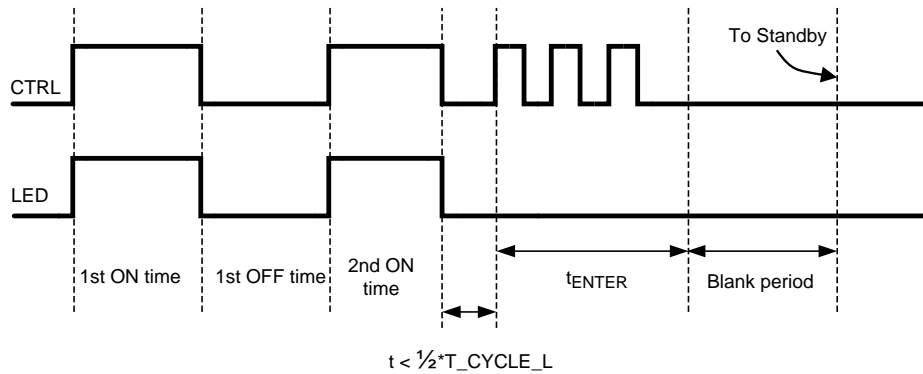 To Standby
CTRL
LED
1st ON time
1st OFF time
2nd ON
time
tENTER
Blank period
t < ½*T_CYCLE_L